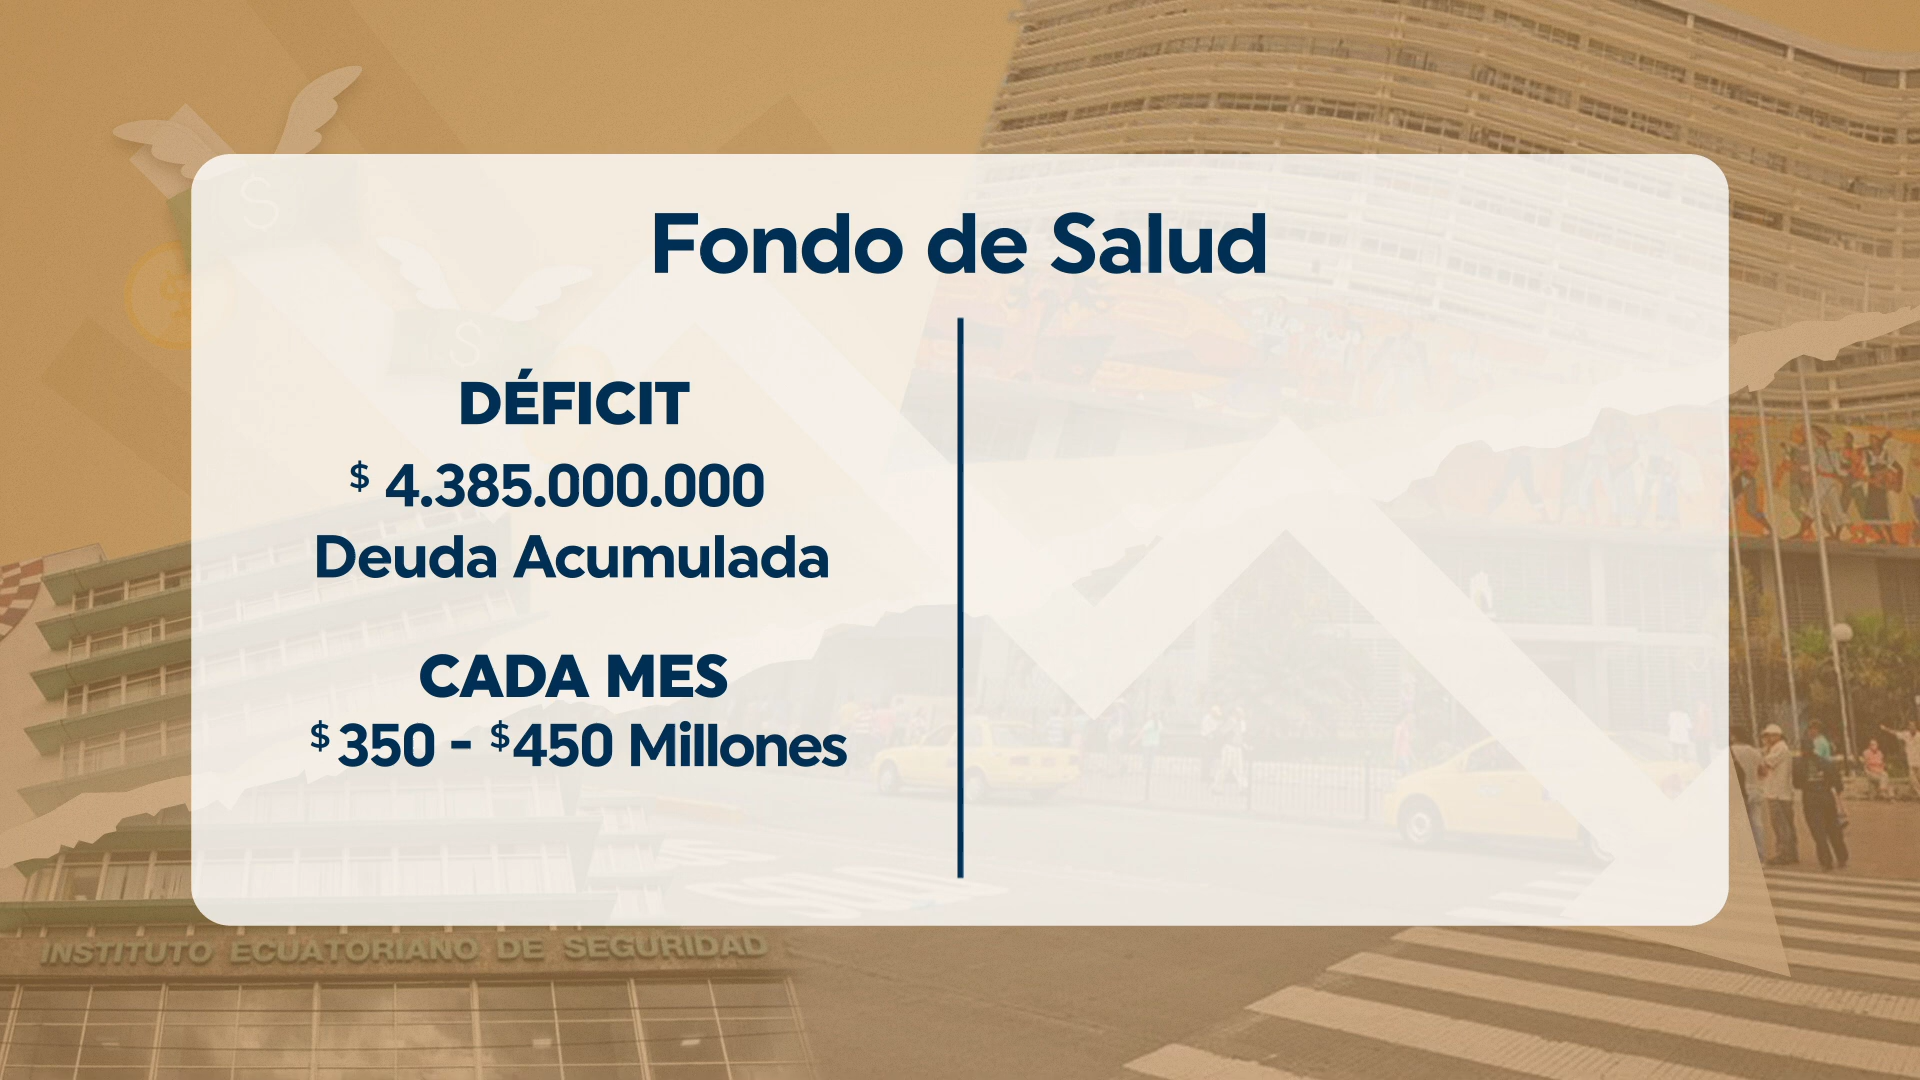 Fondo de Salud
DÉFICIT
$ 4.385.000.000
Deuda Acumulada
CADA MES
$ 350 - $450 Millones
INSTITUTO ECUATORIANO DE SEGURIDAD